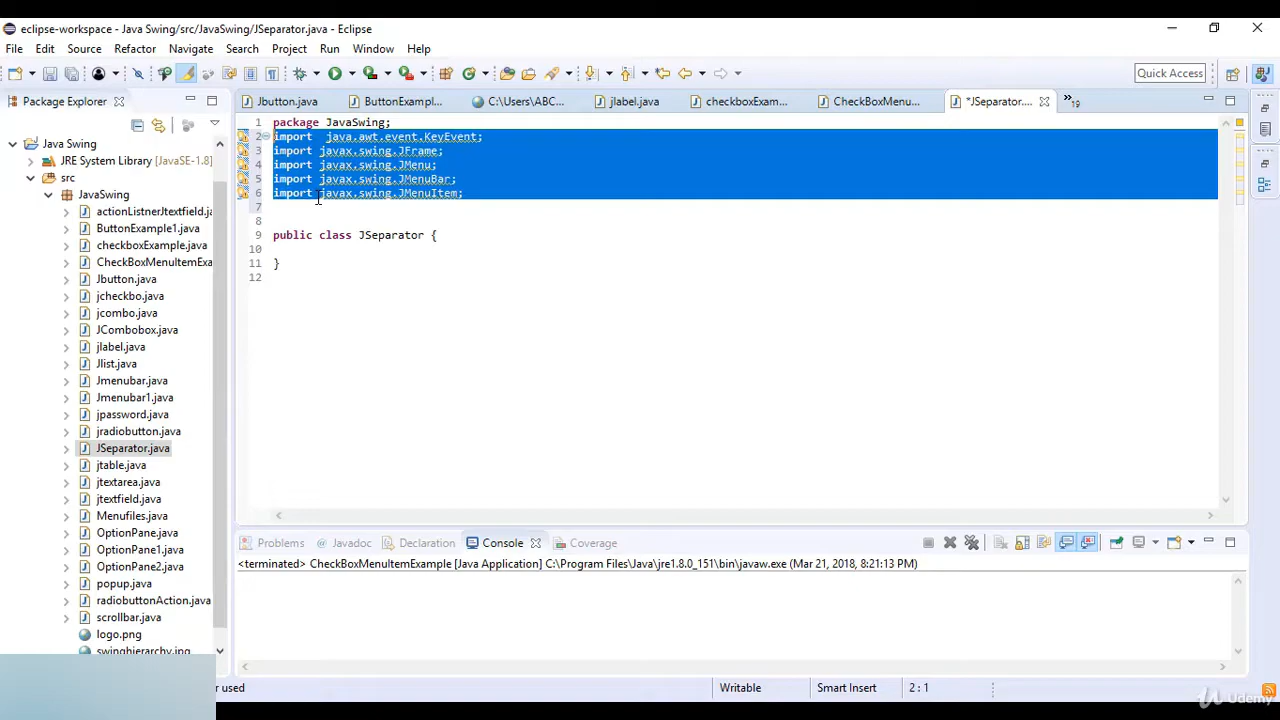 eclipse-workspace - Java Swing/src/JavaSwing/JSeparator.java - Eclipse
File Edit Source Refactor Navigate Search Project Run Window Help
Quick Access
Package Explorer
Jbutton.java ButtonExampl... C:\Users\ABC... jlabel.java checkboxExam... CheckBoxMenu... *JSeparator.... »19
Java Swing
JRE System Library [JavaSE-1.8]
src
JavaSwing
actionListnerJtextfield.ja
ButtonExample1.java
checkboxExample.java
CheckBoxMenuItemExa
Jbutton.java
jcheckbo.java
jcombo.java
JCombobox.java
jlabel.java
Jlist.java
Jmenubar.java
Jmenubar1.java
jpassword.java
jradiobutton.java
JSeparator.java
jtable.java
jtextarea.java
jtextfield.java
Menufiles.java
OptionPane.java
OptionPane1.java
OptionPane2.java
popup.java
radiobuttonAction.java
scrollbar.java
logo.png
swinghierarchy.jpg
1 package JavaSwing;
2 import java.awt.event.KeyEvent;
3 import javax.swing.JFrame;
4 import javax.swing.JMenu;
5 import javax.swing.JMenuBar;
6 import javax.swing.JMenuItem;
7
8
9 public class JSeparator {
10
11 }
12
Problems Javadoc Declaration Console Coverage
<terminated> CheckBoxMenuItemExample [Java Application] C:\Program Files\Java\jre1.8.0_151\bin\javaw.exe (Mar 21, 2018, 8:21:13 PM)
r used Writable Smart Insert 2 : 1
Udemy